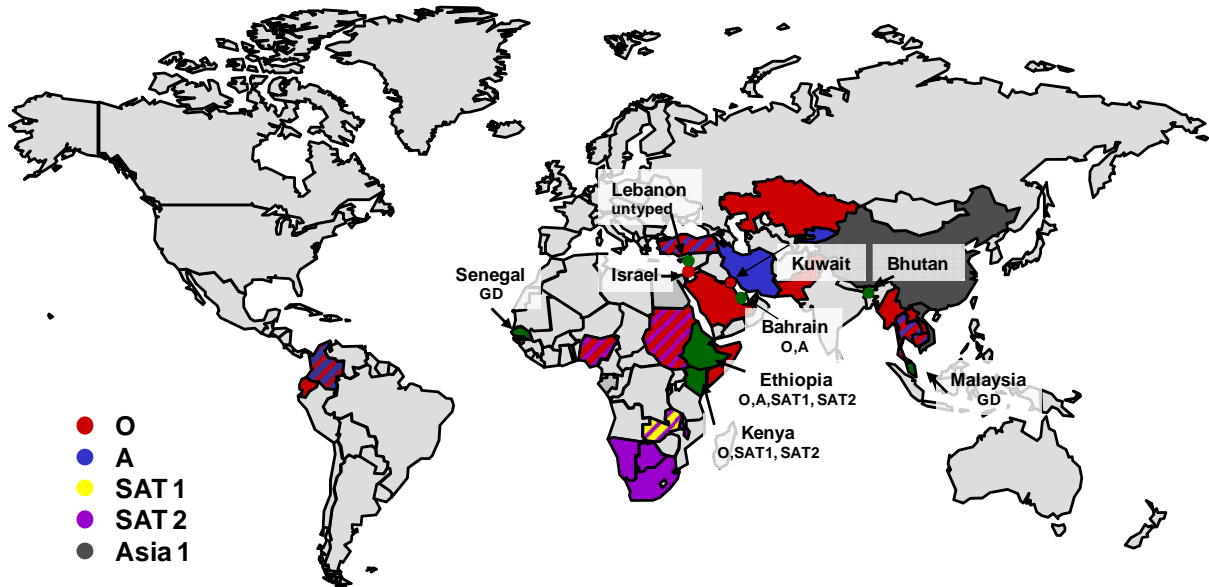 Lebanon
untyped
Senegal
GD
Israel
Kuwait
Bhutan
Bahrain
O,A
Ethiopia
O,A,SAT1, SAT2
Malaysia
GD
Kenya
O,SAT1, SAT2
O
A
SAT 1
SAT 2
Asia 1